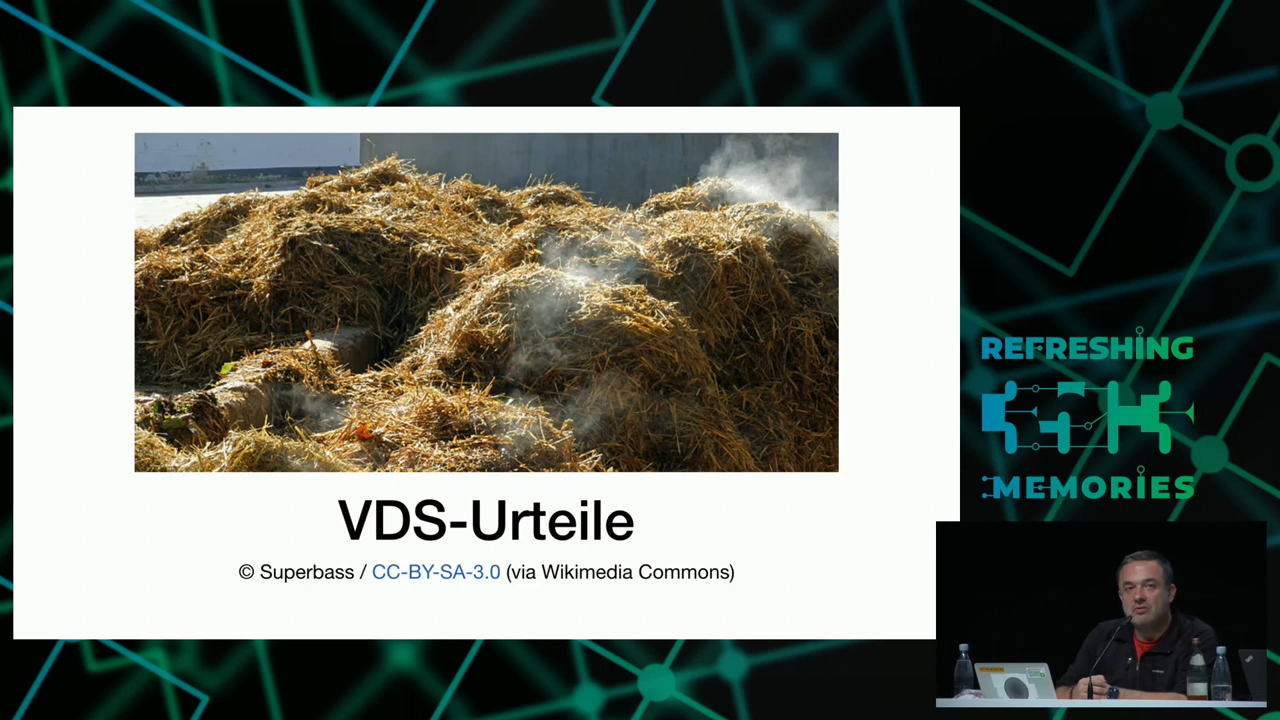 VDS-Urteile
© Superbass / CC-BY-SA-3.0 (via Wikimedia Commons)
REFRESHING
MEMORIES